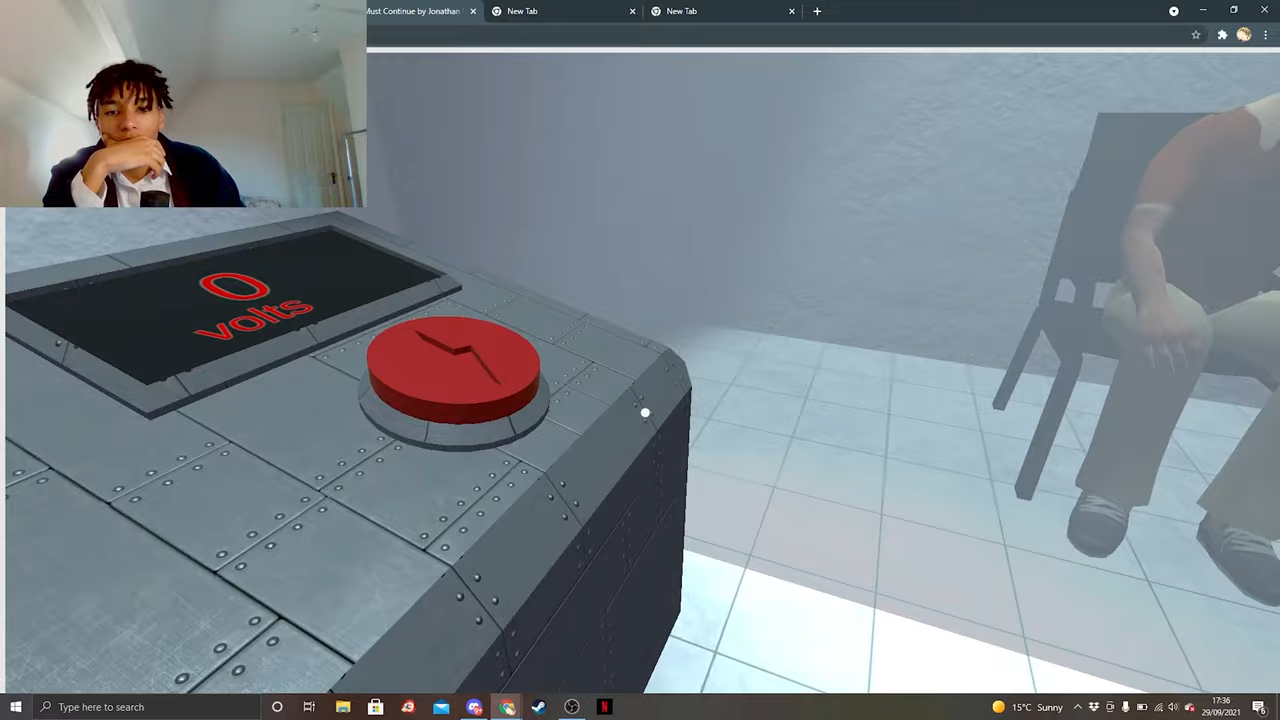 Must Continue by Jonathan
New Tab
New Tab
0
volts
Type here to search
15°C Sunny
17:36
29/09/2021